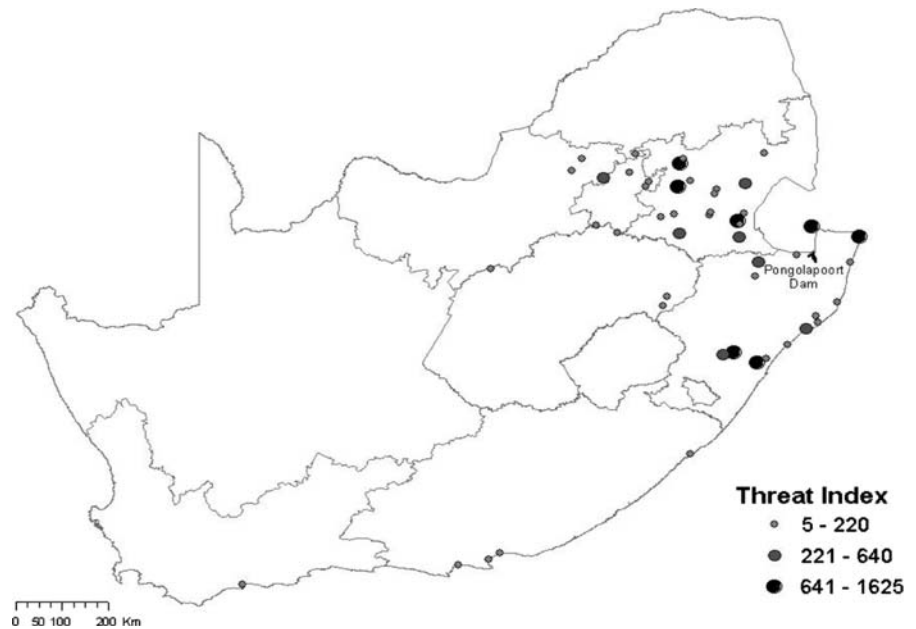 Pongolapoort
Dam
Threat Index
5 - 220
221 - 640
641 - 1625
0 50 100 200 Km